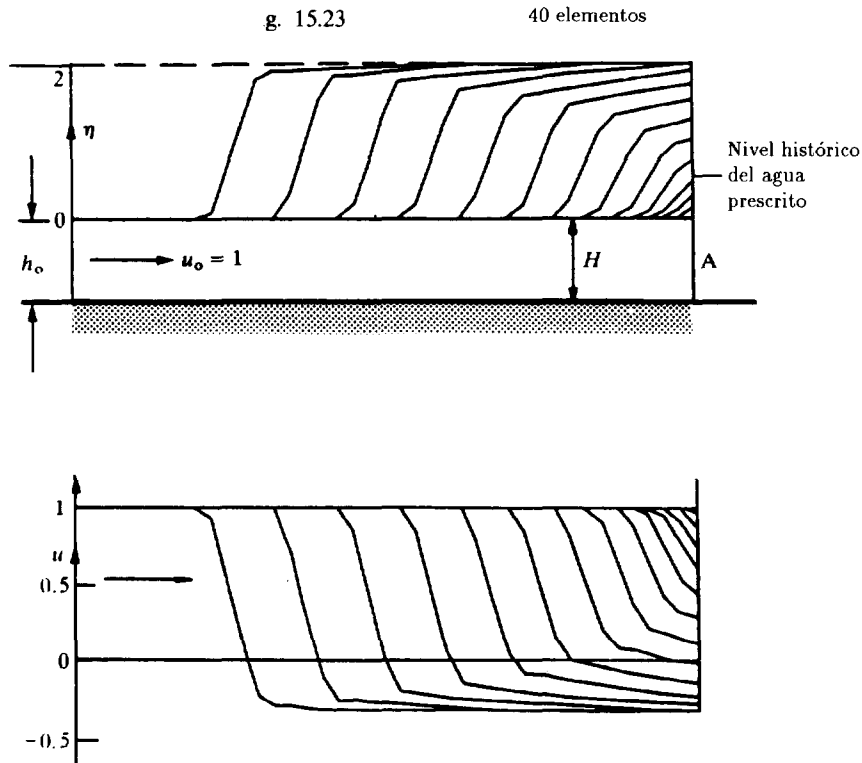 g. 15.23
40 elementos
2
η
0
Nivel histórico
del agua
prescrito
h₀
u₀ = 1
H
A
1
u
0.5
0
−0.5